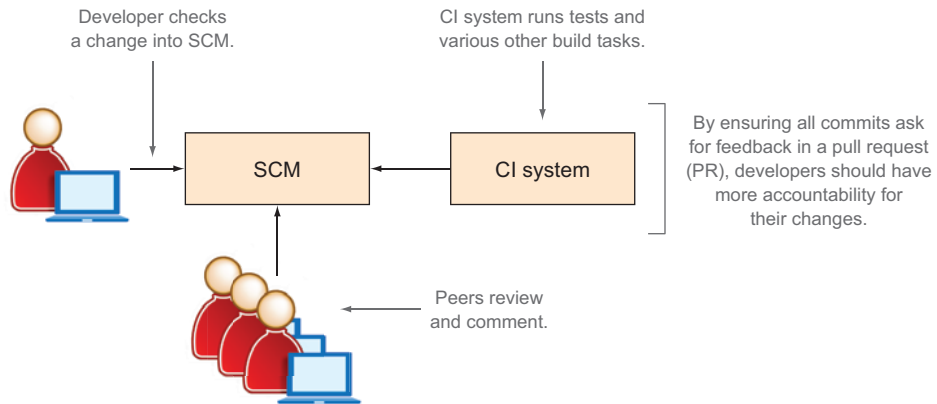 Developer checks
a change into SCM.
CI system runs tests and
various other build tasks.
SCM
CI system
By ensuring all commits ask
for feedback in a pull request
(PR), developers should have
more accountability for
their changes.
Peers review
and comment.